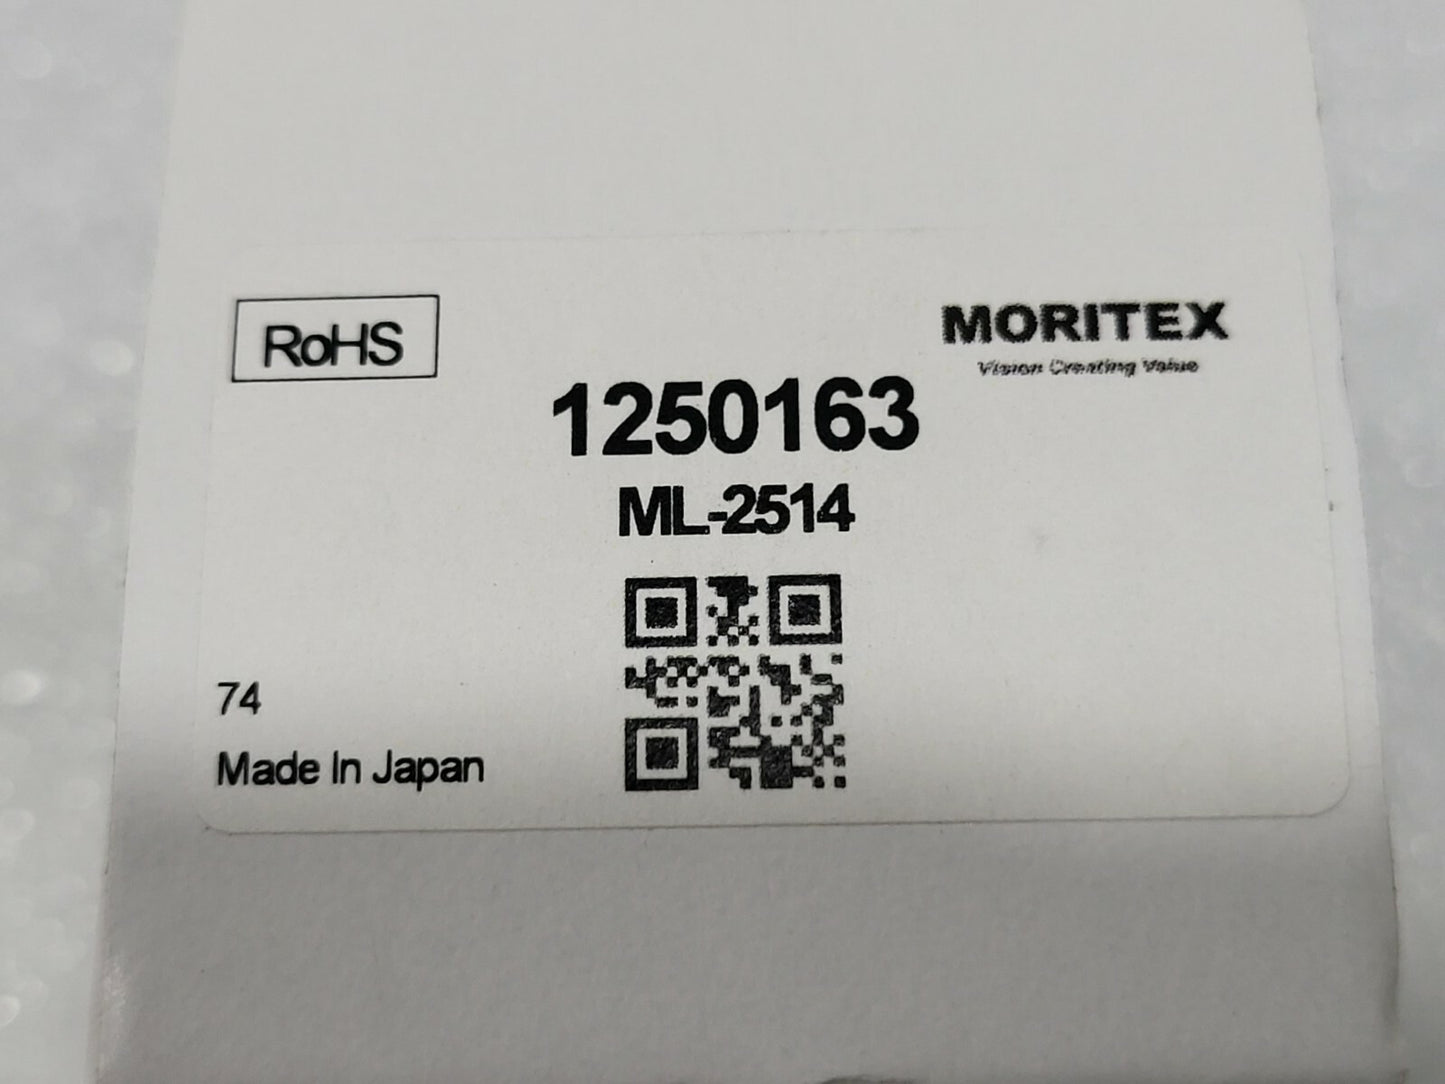 RoHS
MORITEX
Vision Creating Value
1250163
ML-2514
74
Made In Japan